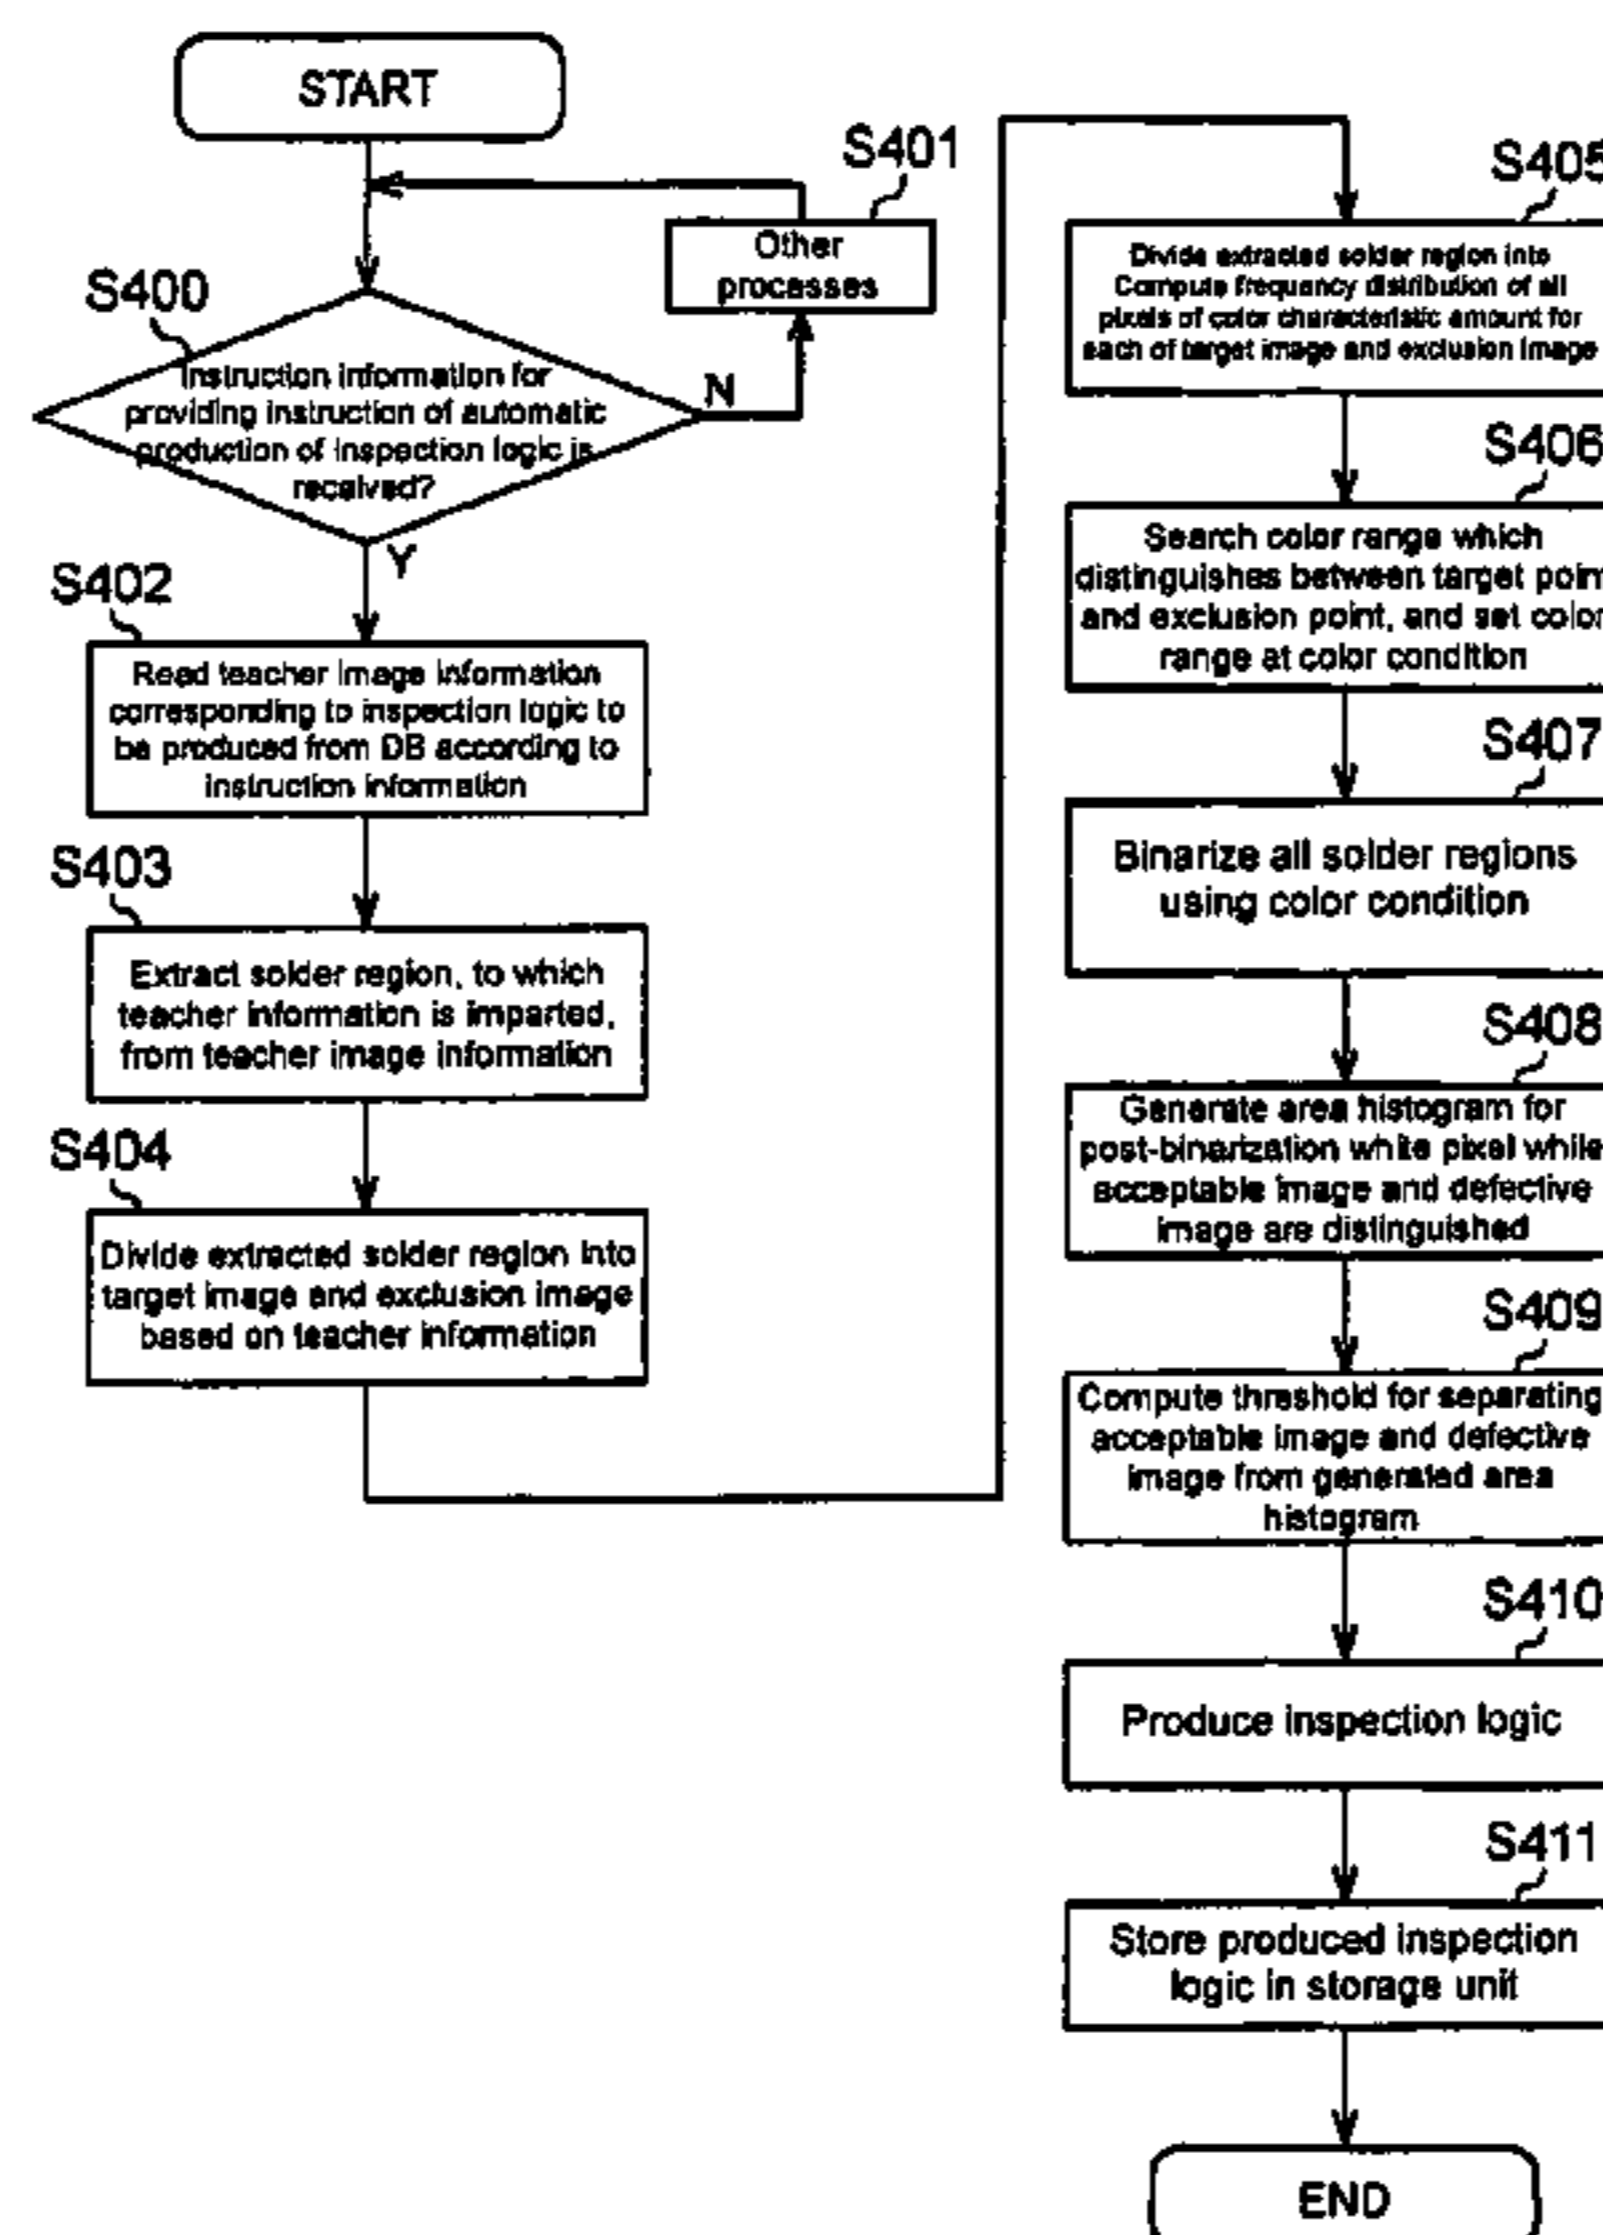 START
S401
Other
processes
S400
Instruction information for
providing instruction of automatic
production of inspection logic is
received?
N
Y
S402
Read teacher image information
corresponding to inspection logic to
be produced from DB according to
instruction information
S403
Extract solder region, to which
teacher information is imparted,
from teacher image information
S404
Divide extracted solder region into
target image and exclusion image
based on teacher information
S405
Divide extracted solder region into
Compute frequency distribution of all
pixels of color characteristic amount for
each of target image and exclusion image
S406
Search color range which
distinguishes between target point
and exclusion point, and set color
range at color condition
S407
Binarize all solder regions
using color condition
S408
Generate area histogram for
post-binarization white pixel while
acceptable image and defective
image are distinguished
S409
Compute threshold for separating
acceptable image and defective
image from generated area
histogram
S410
Produce inspection logic
S411
Store produced inspection
logic in storage unit
END